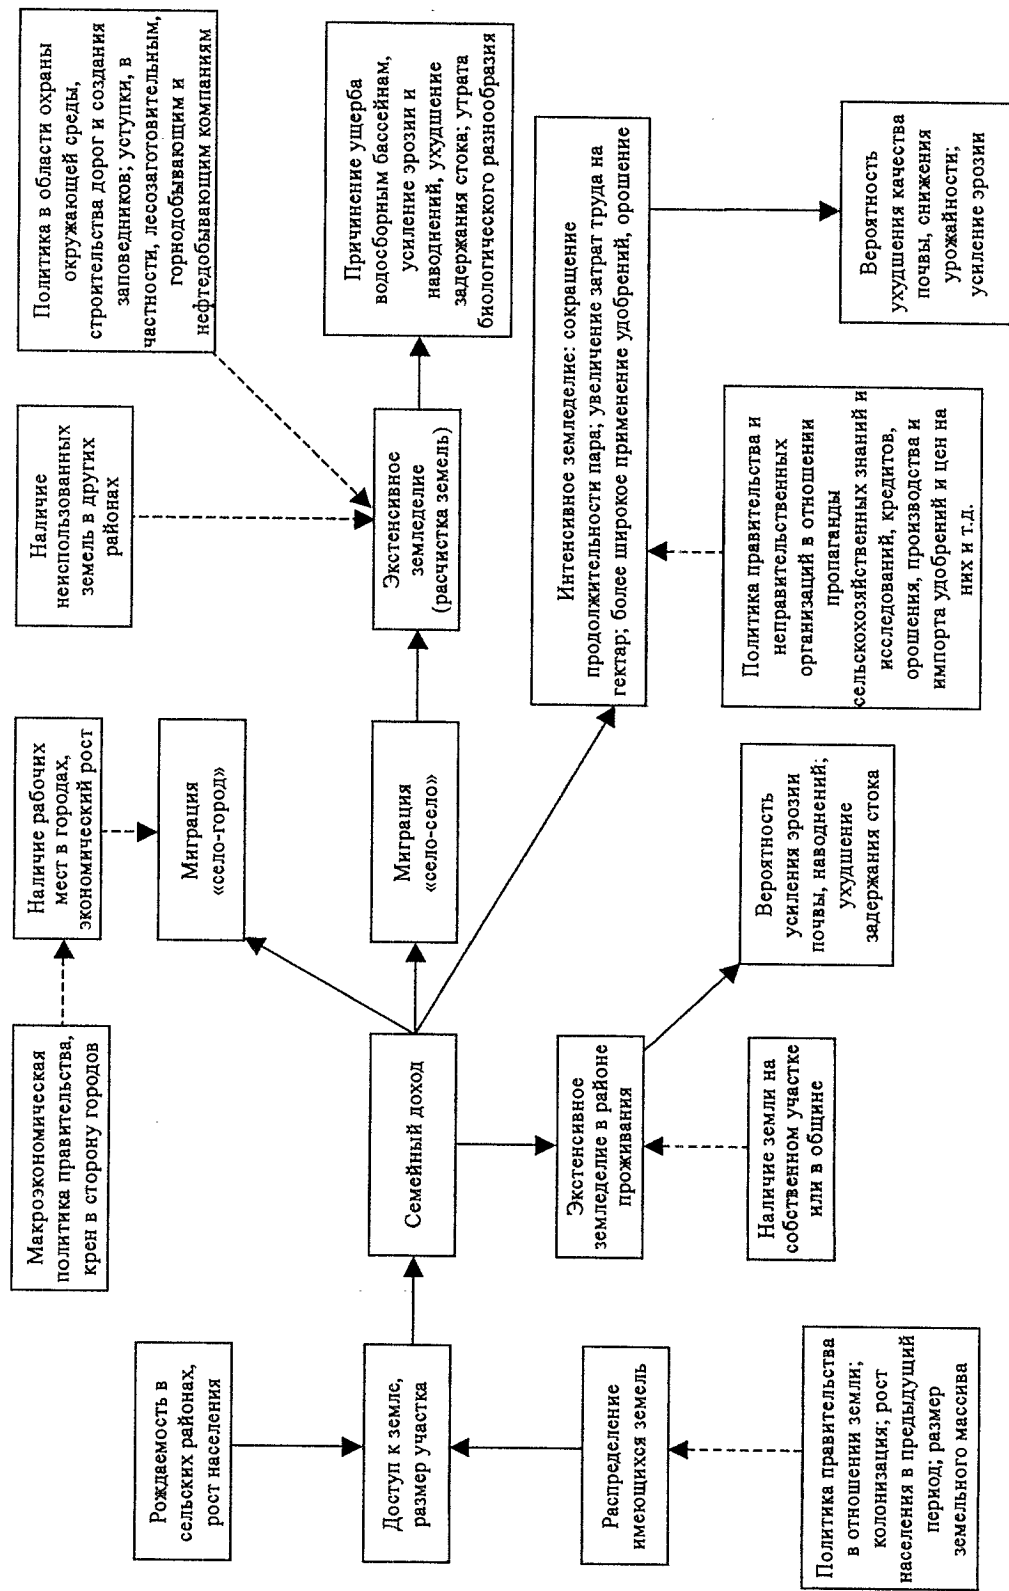 Рождаемость в
сельских районах,
рост населения
Доступ к земле,
размер участка
Распределение
имеющихся земель
Политика правительства
в отношении земли;
колонизация; рост
населения в предыдущий
период; размер
земельного массива
Макроэкономическая
политика правительства,
крен в сторону городов
Семейный доход
Экстенсивное
земледелие в районе
проживания
Наличие земли на
собственном участке
или в общине
Наличие рабочих
мест в городах,
экономический рост
Миграция
«село-город»
Миграция
«село-село»
Вероятность
усиления эрозии
почвы, наводнений;
ухудшение
задержания стока
Наличие
неиспользованных
земель в других
районах
Экстенсивное
земледелие
(расчистка земель)
Интенсивное земледелие: сокращение
продолжительности пара; увеличение затрат труда на
гектар; более широкое применение удобрений, орошение
Политика правительства и
неправительственных
организаций в отношении
пропаганды
сельскохозяйственных знаний и
исследований, кредитов,
орошения, производства и
импорта удобрений и цен на
них и т.д.
Политика в области охраны
окружающей среды,
строительства дорог и создания
заповедников; уступки, в
частности, лесозаготовительным,
горнодобывающим и
нефтедобывающим компаниям
Причинение ущерба
водосборным бассейнам,
усиление эрозии и
наводнений, ухудшение
задержания стока; утрата
биологического разнообразия
Вероятность
ухудшения качества
почвы, снижения
урожайности;
усиление эрозии